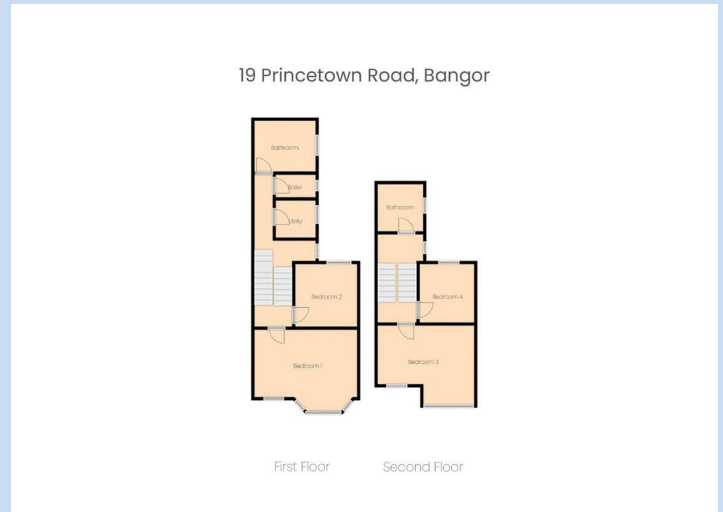 19 Princetown Road, Bangor
Bathroom
Boiler
Utility
Bathroom
Bedroom 2
Bedroom 4
Bedroom 1
Bedroom 3
First Floor
Second Floor